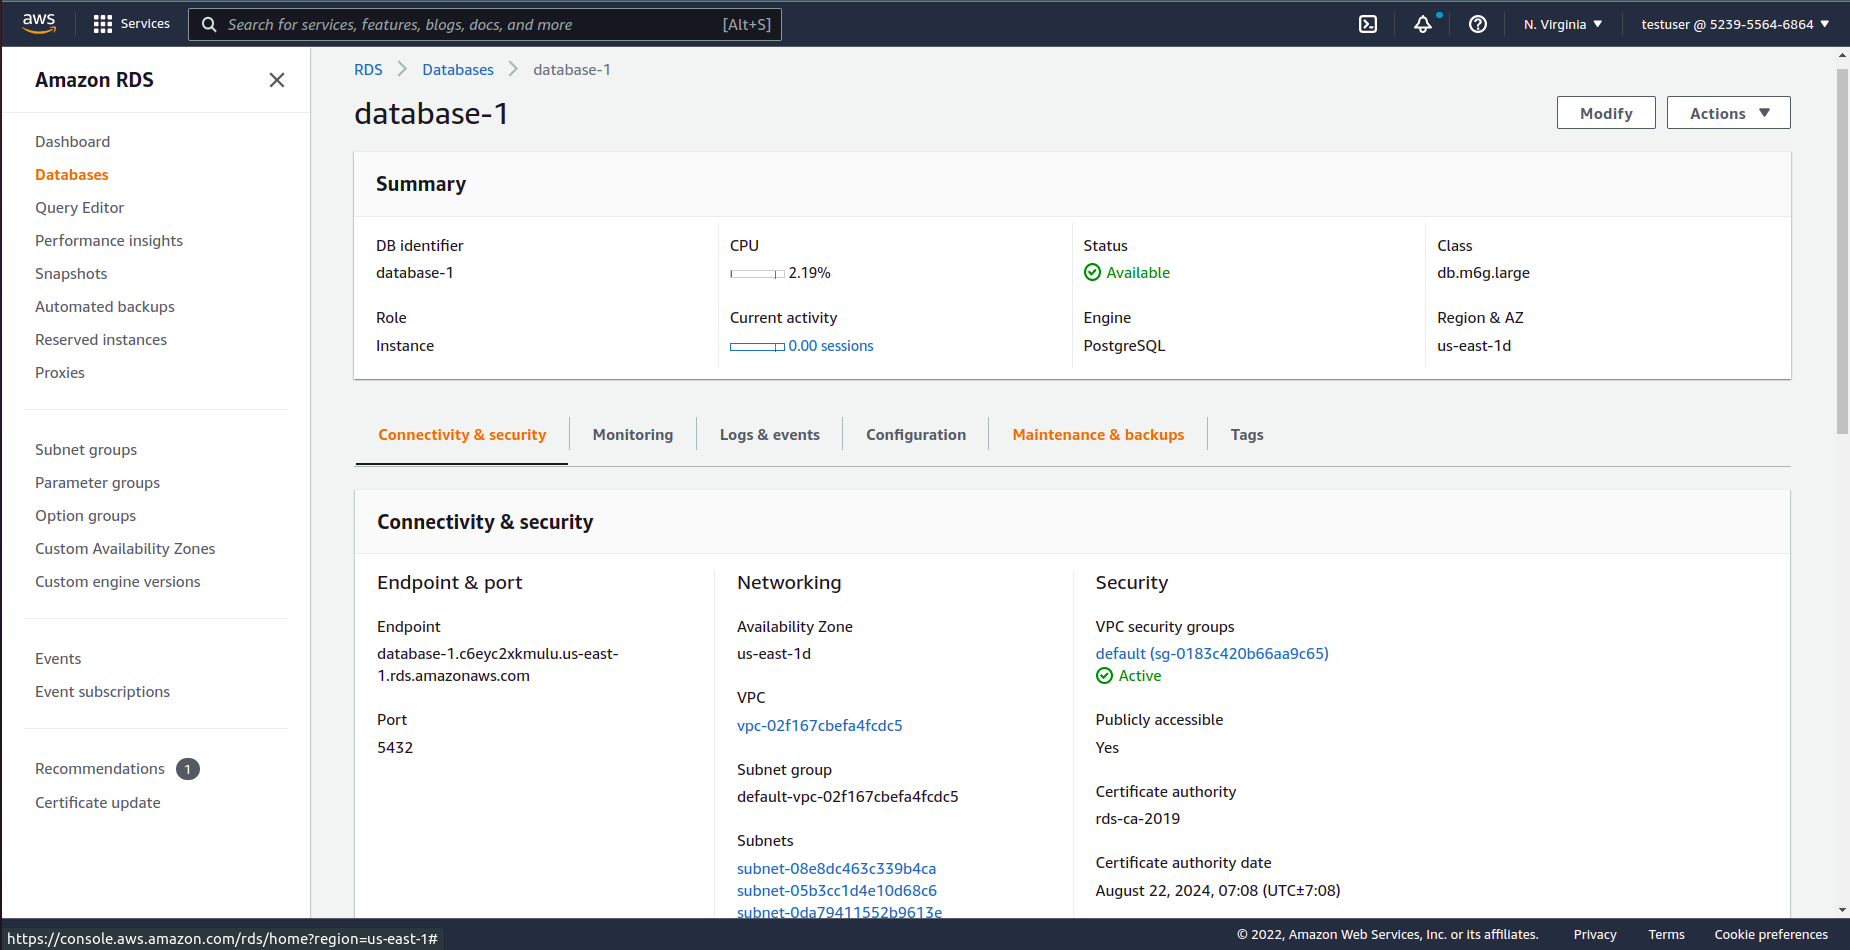 aws
Services
Search for services, features, blogs, docs, and more
[Alt+S]
N. Virginia
testuser @ 5239-5564-6864
Amazon RDS
Dashboard
Databases
Query Editor
Performance insights
Snapshots
Automated backups
Reserved instances
Proxies
Subnet groups
Parameter groups
Option groups
Custom Availability Zones
Custom engine versions
Events
Event subscriptions
Recommendations 1
Certificate update
RDS > Databases > database-1
database-1
Modify
Actions
Summary
DB identifier
database-1
CPU
2.19%
Status
Available
Class
db.m6g.large
Role
Instance
Current activity
0.00 sessions
Engine
PostgreSQL
Region & AZ
us-east-1d
Connectivity & security
Monitoring
Logs & events
Configuration
Maintenance & backups
Tags
Connectivity & security
Endpoint & port
Endpoint
database-1.c6eyc2xkmulu.us-east-
1.rds.amazonaws.com
Port
5432
Networking
Availability Zone
us-east-1d
VPC
vpc-02f167cbefa4fcdc5
Subnet group
default-vpc-02f167cbefa4fcdc5
Subnets
subnet-08e8dc463c339b4ca
subnet-05b3cc1d4e10d68c6
subnet-0da79411552b9613e
Security
VPC security groups
default (sg-0183c420b66aa9c65)
Active
Publicly accessible
Yes
Certificate authority
rds-ca-2019
Certificate authority date
August 22, 2024, 07:08 (UTC±7:08)
https://console.aws.amazon.com/rds/home?region=us-east-1#
© 2022, Amazon Web Services, Inc. or its affiliates.
Privacy
Terms
Cookie preferences